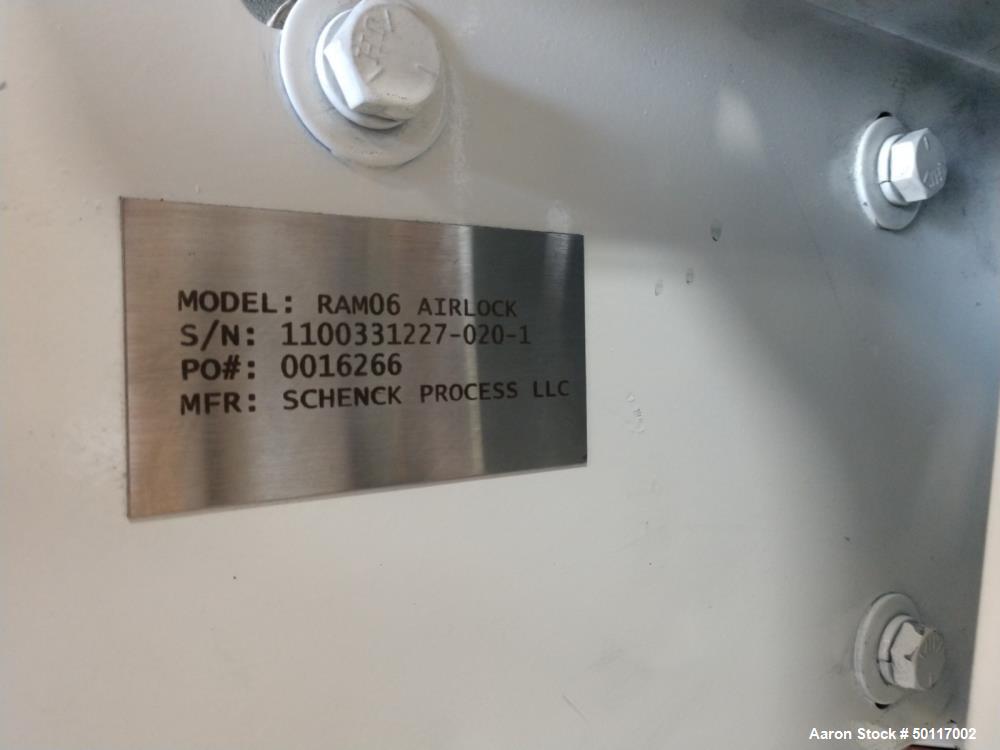 MODEL: RAM06 AIRLOCK
S/N: 1100331227-020-1
PO#: 0016266
MFR: SCHENCK PROCESS LLC
Aaron Stock # 50117002